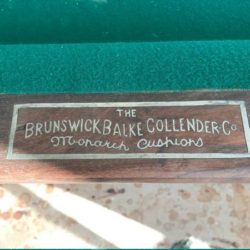 THE
BRUNSWICK BALKE COLLENDER-Co
Monarch Cushions